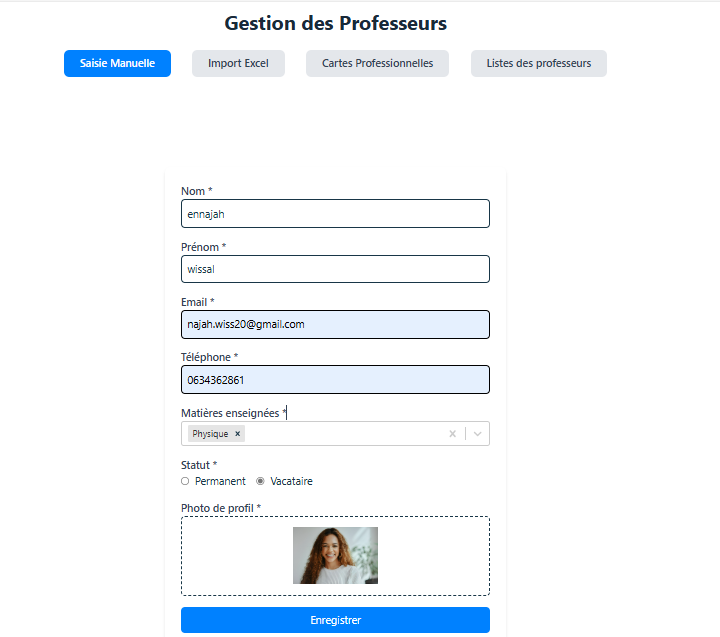 Gestion des Professeurs
Saisie Manuelle Import Excel Cartes Professionnelles Listes des professeurs
Nom *
ennajah
Prénom *
wissal
Email *
najah.wiss20@gmail.com
Téléphone *
0634362861
Matières enseignées *
Physique ×
Statut *
Permanent Vacataire
Photo de profil *
Enregistrer